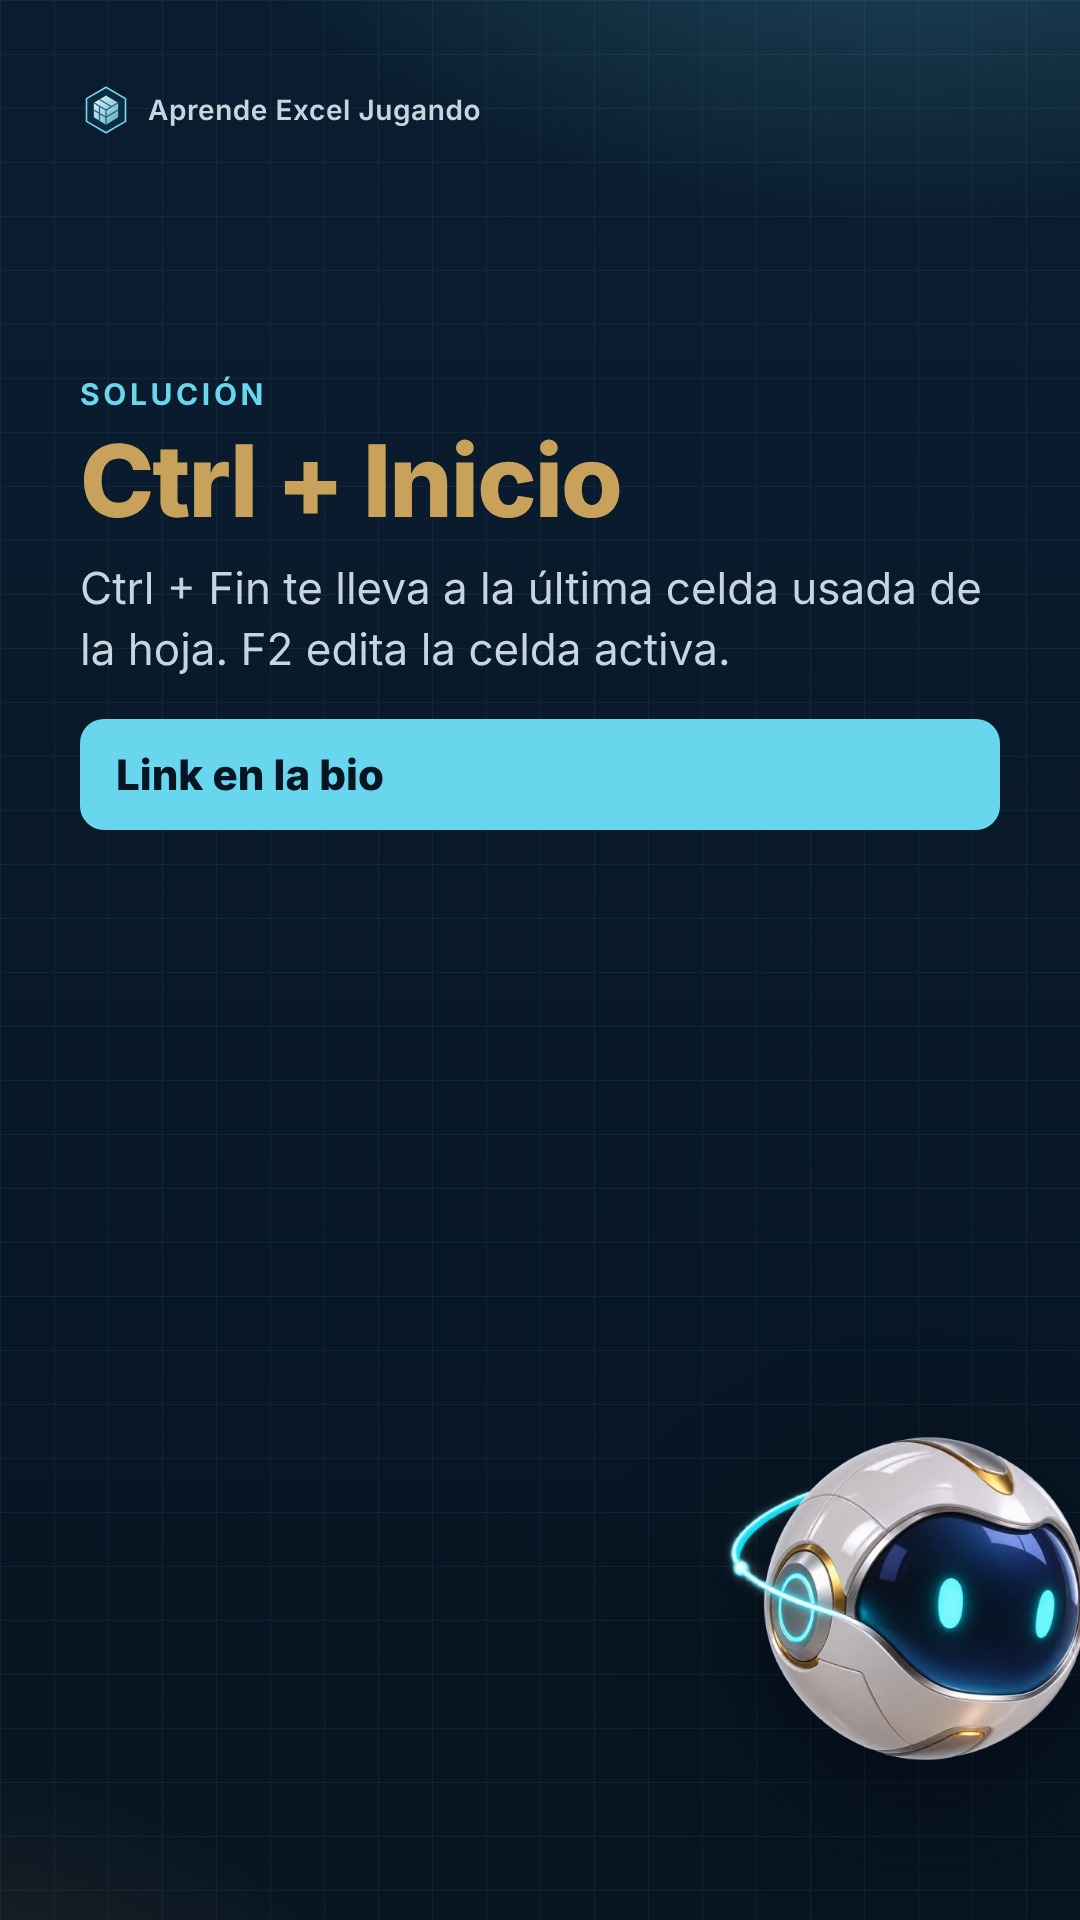 Aprende Excel Jugando
SOLUCIÓN
Ctrl + Inicio
Ctrl + Fin te lleva a la última celda usada de
la hoja. F2 edita la celda activa.
Link en la bio